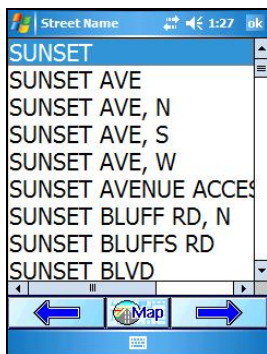 Street Name 1:27 ok
SUNSET
SUNSET AVE
SUNSET AVE, N
SUNSET AVE, S
SUNSET AVE, W
SUNSET AVENUE ACCES
SUNSET BLUFF RD, N
SUNSET BLUFFS RD
SUNSET BLVD
Map